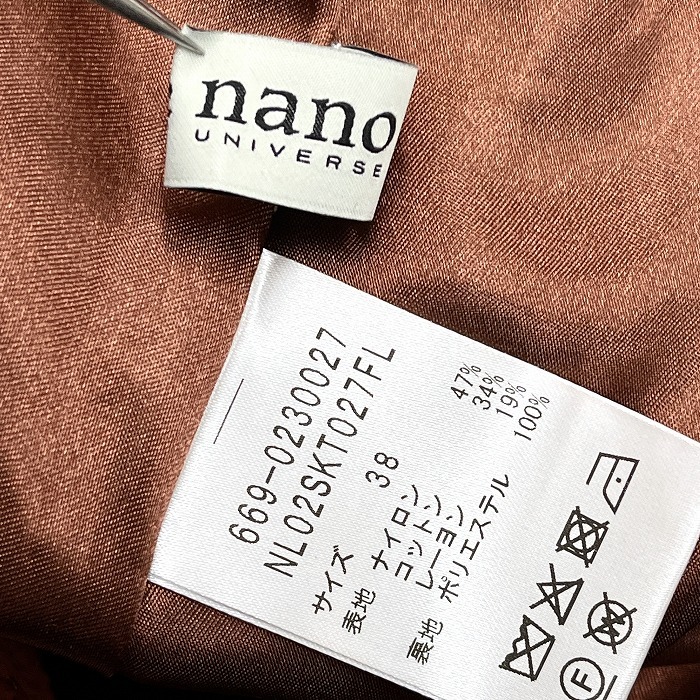 nano
UNIVERSE
669-0230027
NL02SKT027FL
サイズ 38
表地 ナイロン 47%
コットン 34%
レーヨン 19%
裏地 ポリエステル 100%
F